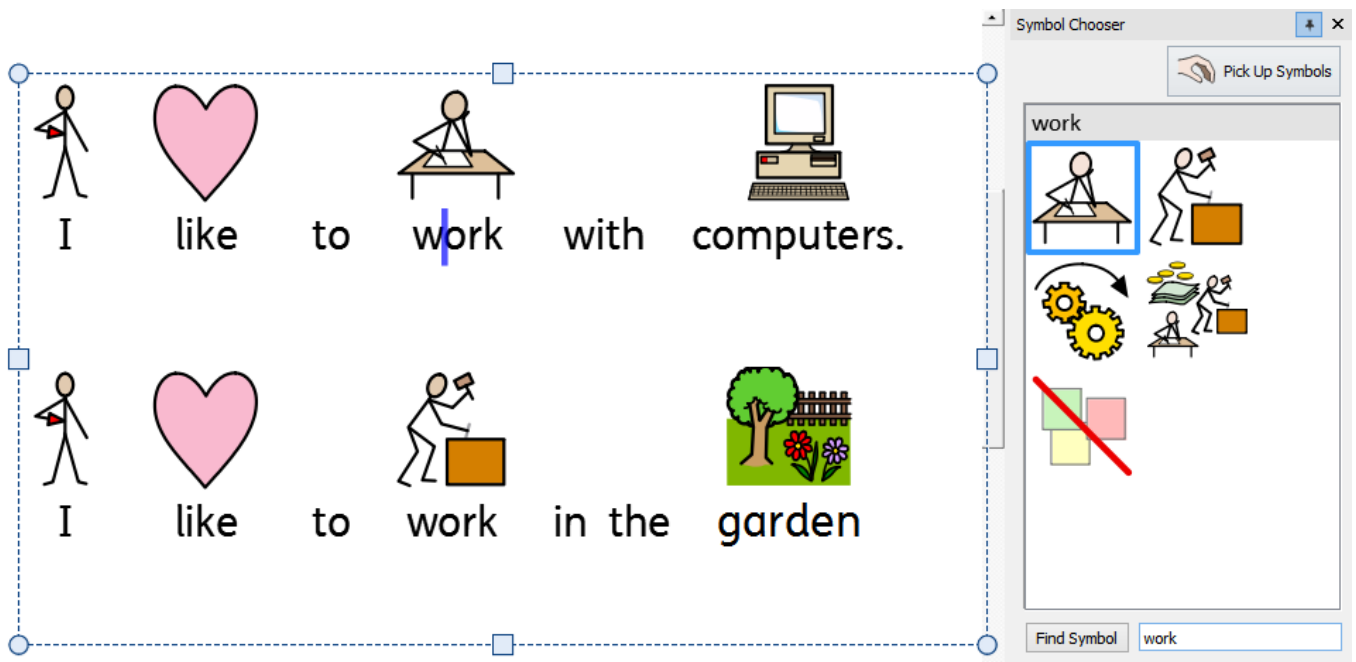 I like to work with computers.
I like to work in the garden
Symbol Chooser
Pick Up Symbols
work
Find Symbol
work